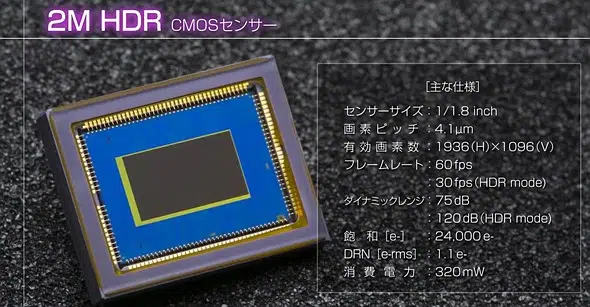 2M HDR CMOSセンサー
[主な仕様]
センサーサイズ：1/1.8 inch
画素ピッチ：4.1μm
有効画素数：1936(H)×1096(V)
フレームレート：60fps
30fps(HDR mode)
ダイナミックレンジ：75dB
120dB(HDR mode)
飽和[e-]：24,000e-
DRN [e-rms]：1.1e-
消費電力：320mW